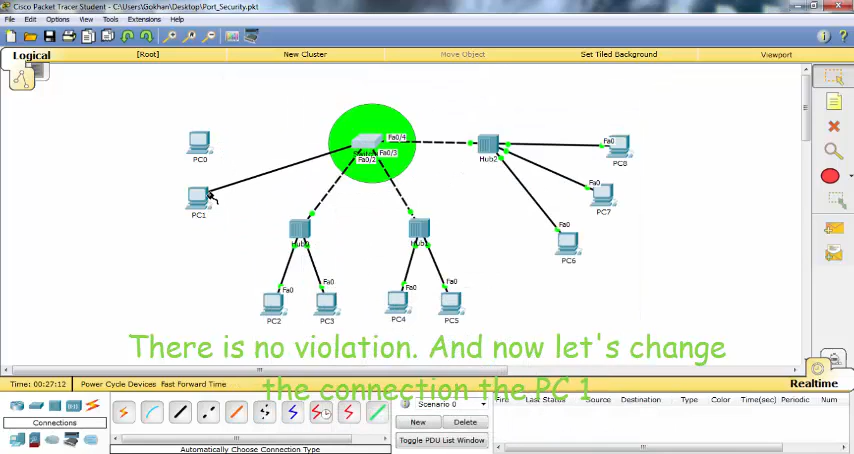 Cisco Packet Tracer Student - C:\Users\Gokhan\Desktop\Port_Security.pkt
File Edit Options View Tools Extensions Help
Logical [Root] New Cluster Move Object Set Tiled Background Viewport
PC0
PC1
Fa0/4
Fa0/3
Fa0/2
Hub2
Fa0
PC8
Fa0
PC7
Fa0
PC6
Hub0
Fa0
PC2
Fa0
PC3
Fa0
PC4
Fa0
PC5
There is no violation. And now let's change
the connection the PC 1
Time: 00:27:12 Power Cycle Devices Fast Forward Time Realtime
Connections
Automatically Choose Connection Type
Scenario 0
New Delete
Toggle PDU List Window
Fire Last Status Source Destination Type Color Time(sec) Periodic Num